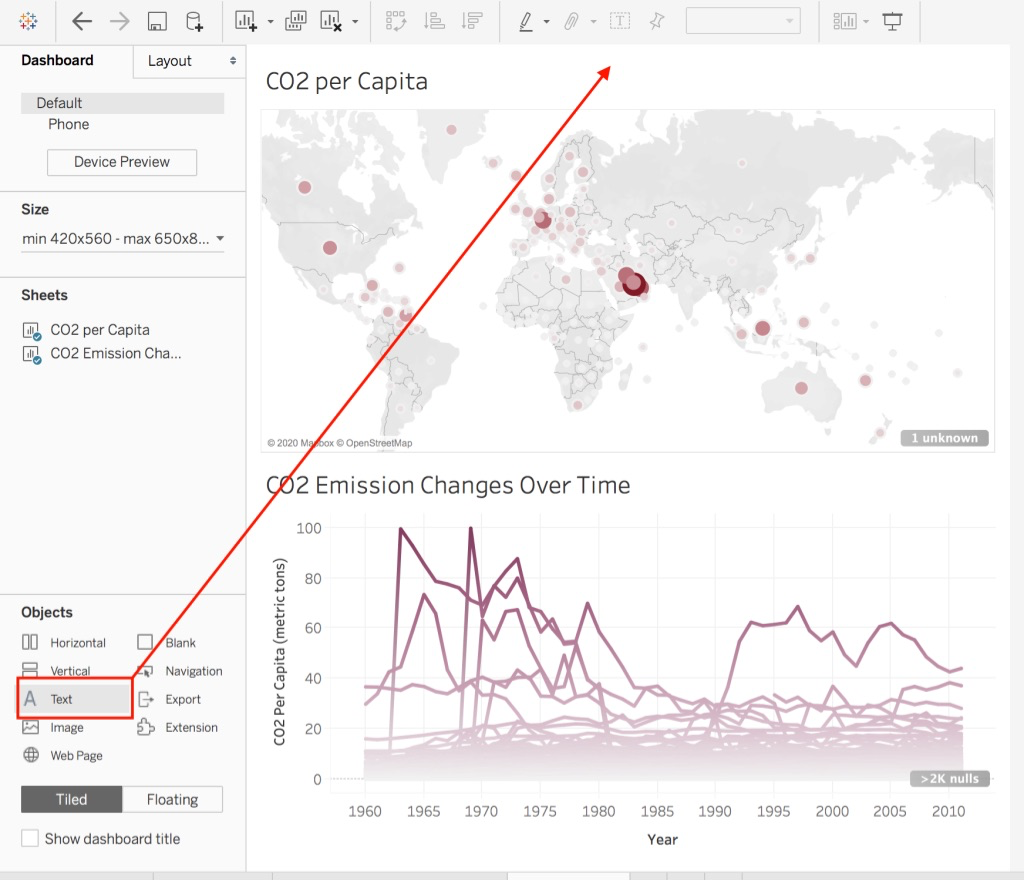 Dashboard
Layout
Default
Phone
Device Preview
Size
min 420x560 - max 650x8...
Sheets
CO2 per Capita
CO2 Emission Cha...
Objects
Horizontal
Blank
Vertical
Navigation
A Text
Export
Image
Extension
Web Page
Tiled
Floating
Show dashboard title
T
CO2 per Capita
© 2020 Mapbox © OpenStreetMap
1 unknown
CO2 Emission Changes Over Time
CO2 Per Capita (metric tons)
100
80
60
40
20
0
>2K nulls
1960 1965 1970 1975 1980 1985 1990 1995 2000 2005 2010
Year